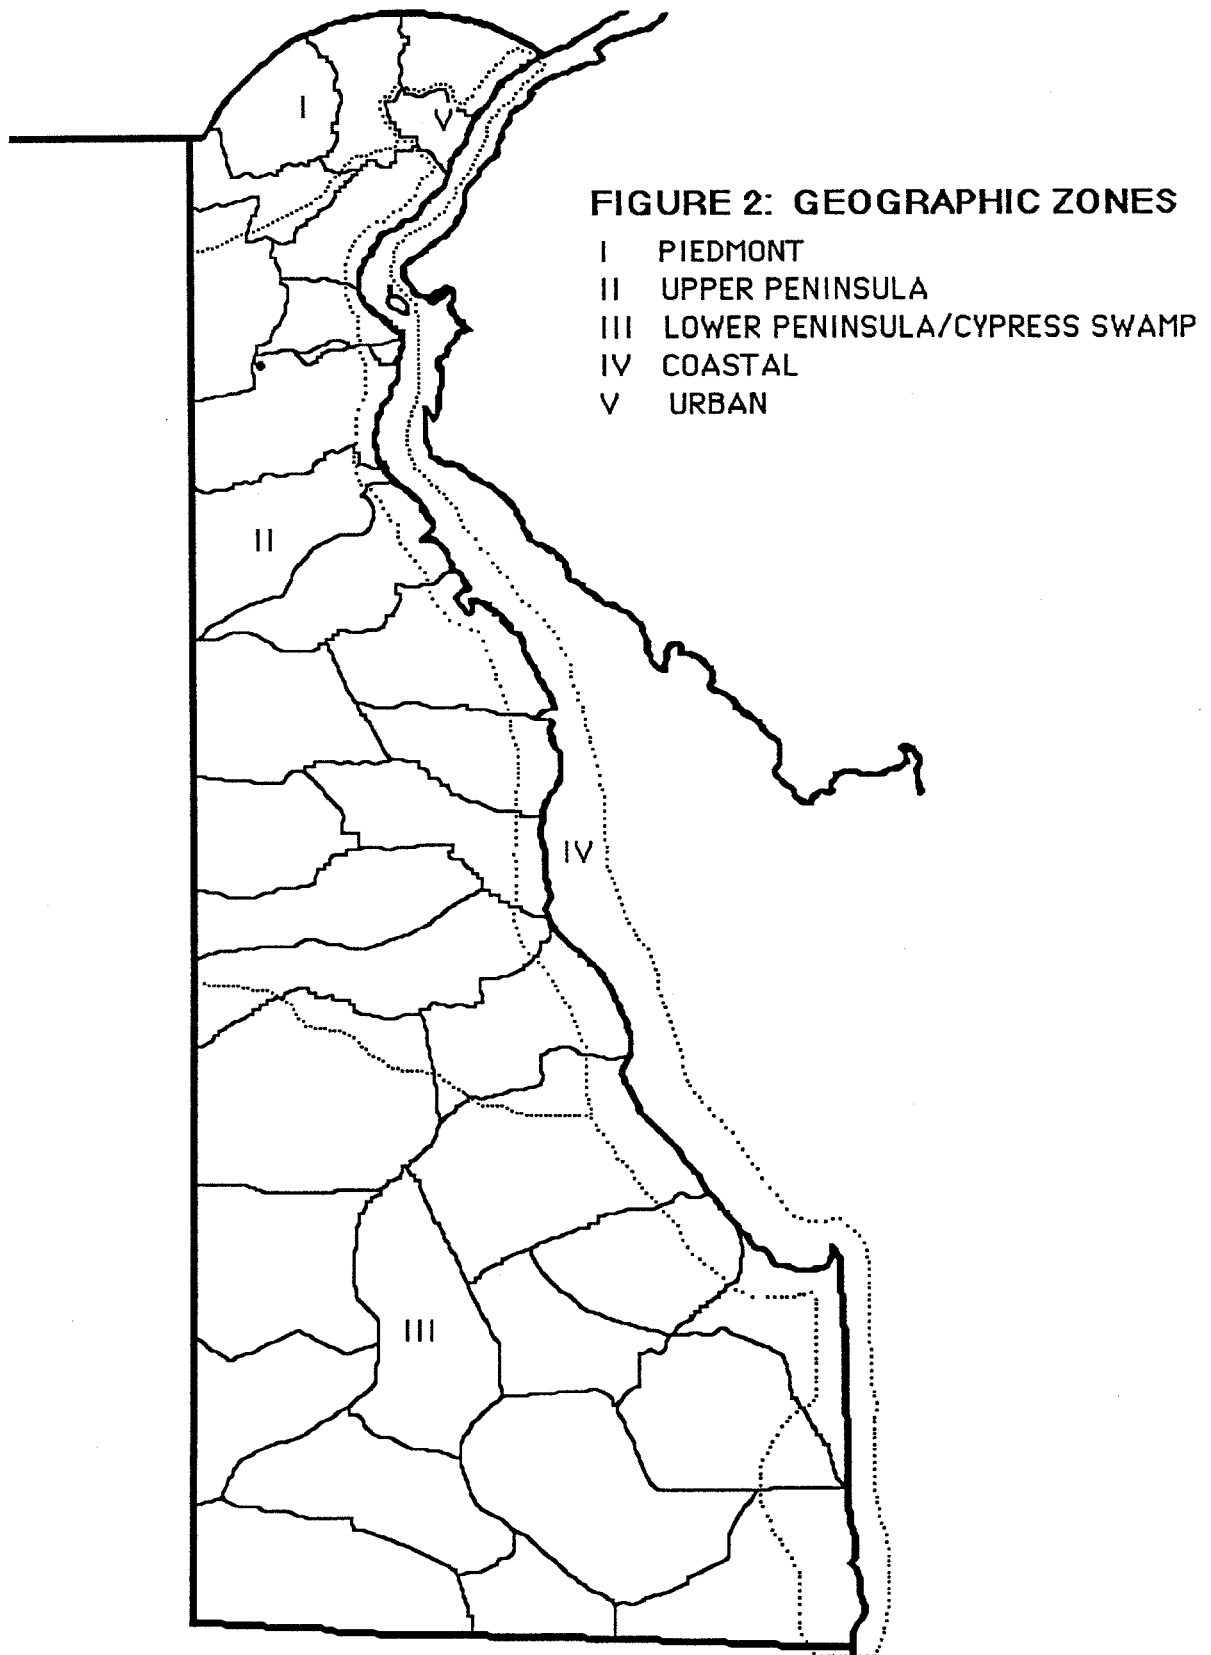 I
V
FIGURE 2: GEOGRAPHIC ZONES
I PIEDMONT
II UPPER PENINSULA
III LOWER PENINSULA/CYPRESS SWAMP
IV COASTAL
V URBAN
II
IV
III